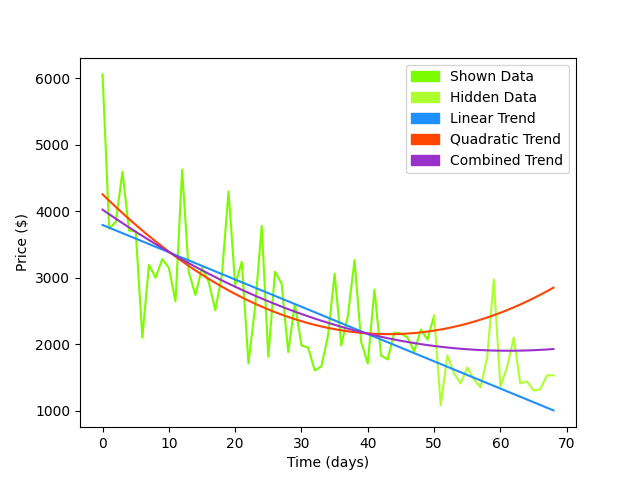 Shown Data
Hidden Data
Linear Trend
Quadratic Trend
Combined Trend
6000
5000
4000
3000
2000
1000
Price ($)
0 10 20 30 40 50 60 70
Time (days)